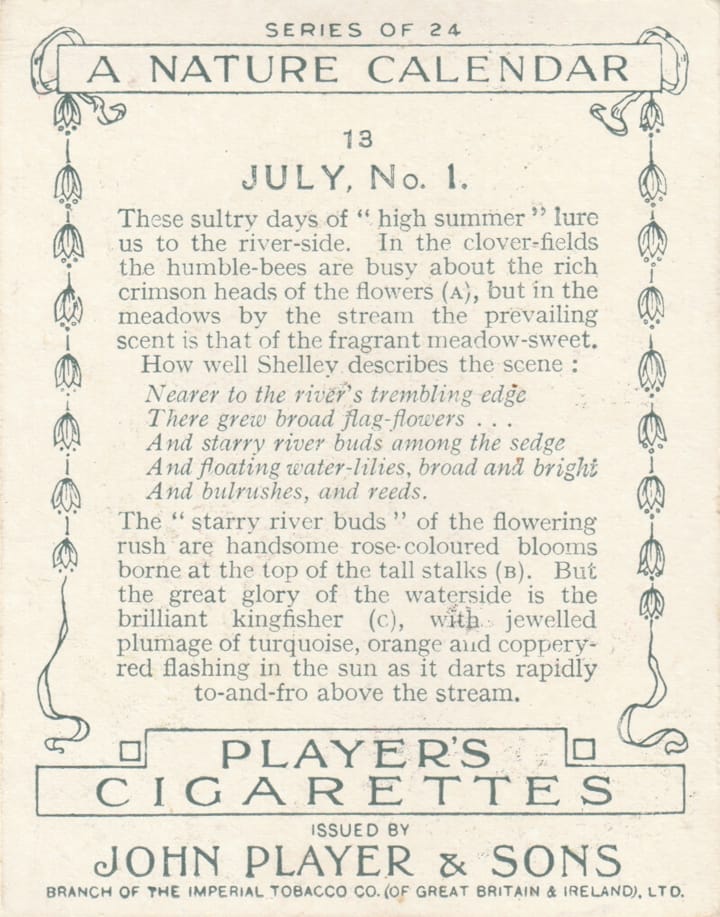 SERIES OF 24
A NATURE CALENDAR
13
JULY, No. 1.
These sultry days of “ high summer ” lure
us to the river-side. In the clover-fields
the humble-bees are busy about the rich
crimson heads of the flowers (A), but in the
meadows by the stream the prevailing
scent is that of the fragrant meadow-sweet.
How well Shelley describes the scene :
Nearer to the river's trembling edge
There grew broad flag-flowers . . .
And starry river buds among the sedge
And floating water-lilies, broad and bright
And bulrushes, and reeds.
The “ starry river buds ” of the flowering
rush are handsome rose-coloured blooms
borne at the top of the tall stalks (B). But
the great glory of the waterside is the
brilliant kingfisher (C), with jewelled
plumage of turquoise, orange and coppery-
red flashing in the sun as it darts rapidly
to-and-fro above the stream.
PLAYER'S
CIGARETTES
ISSUED BY
JOHN PLAYER & SONS
BRANCH OF THE IMPERIAL TOBACCO CO. (OF GREAT BRITAIN & IRELAND), LTD.